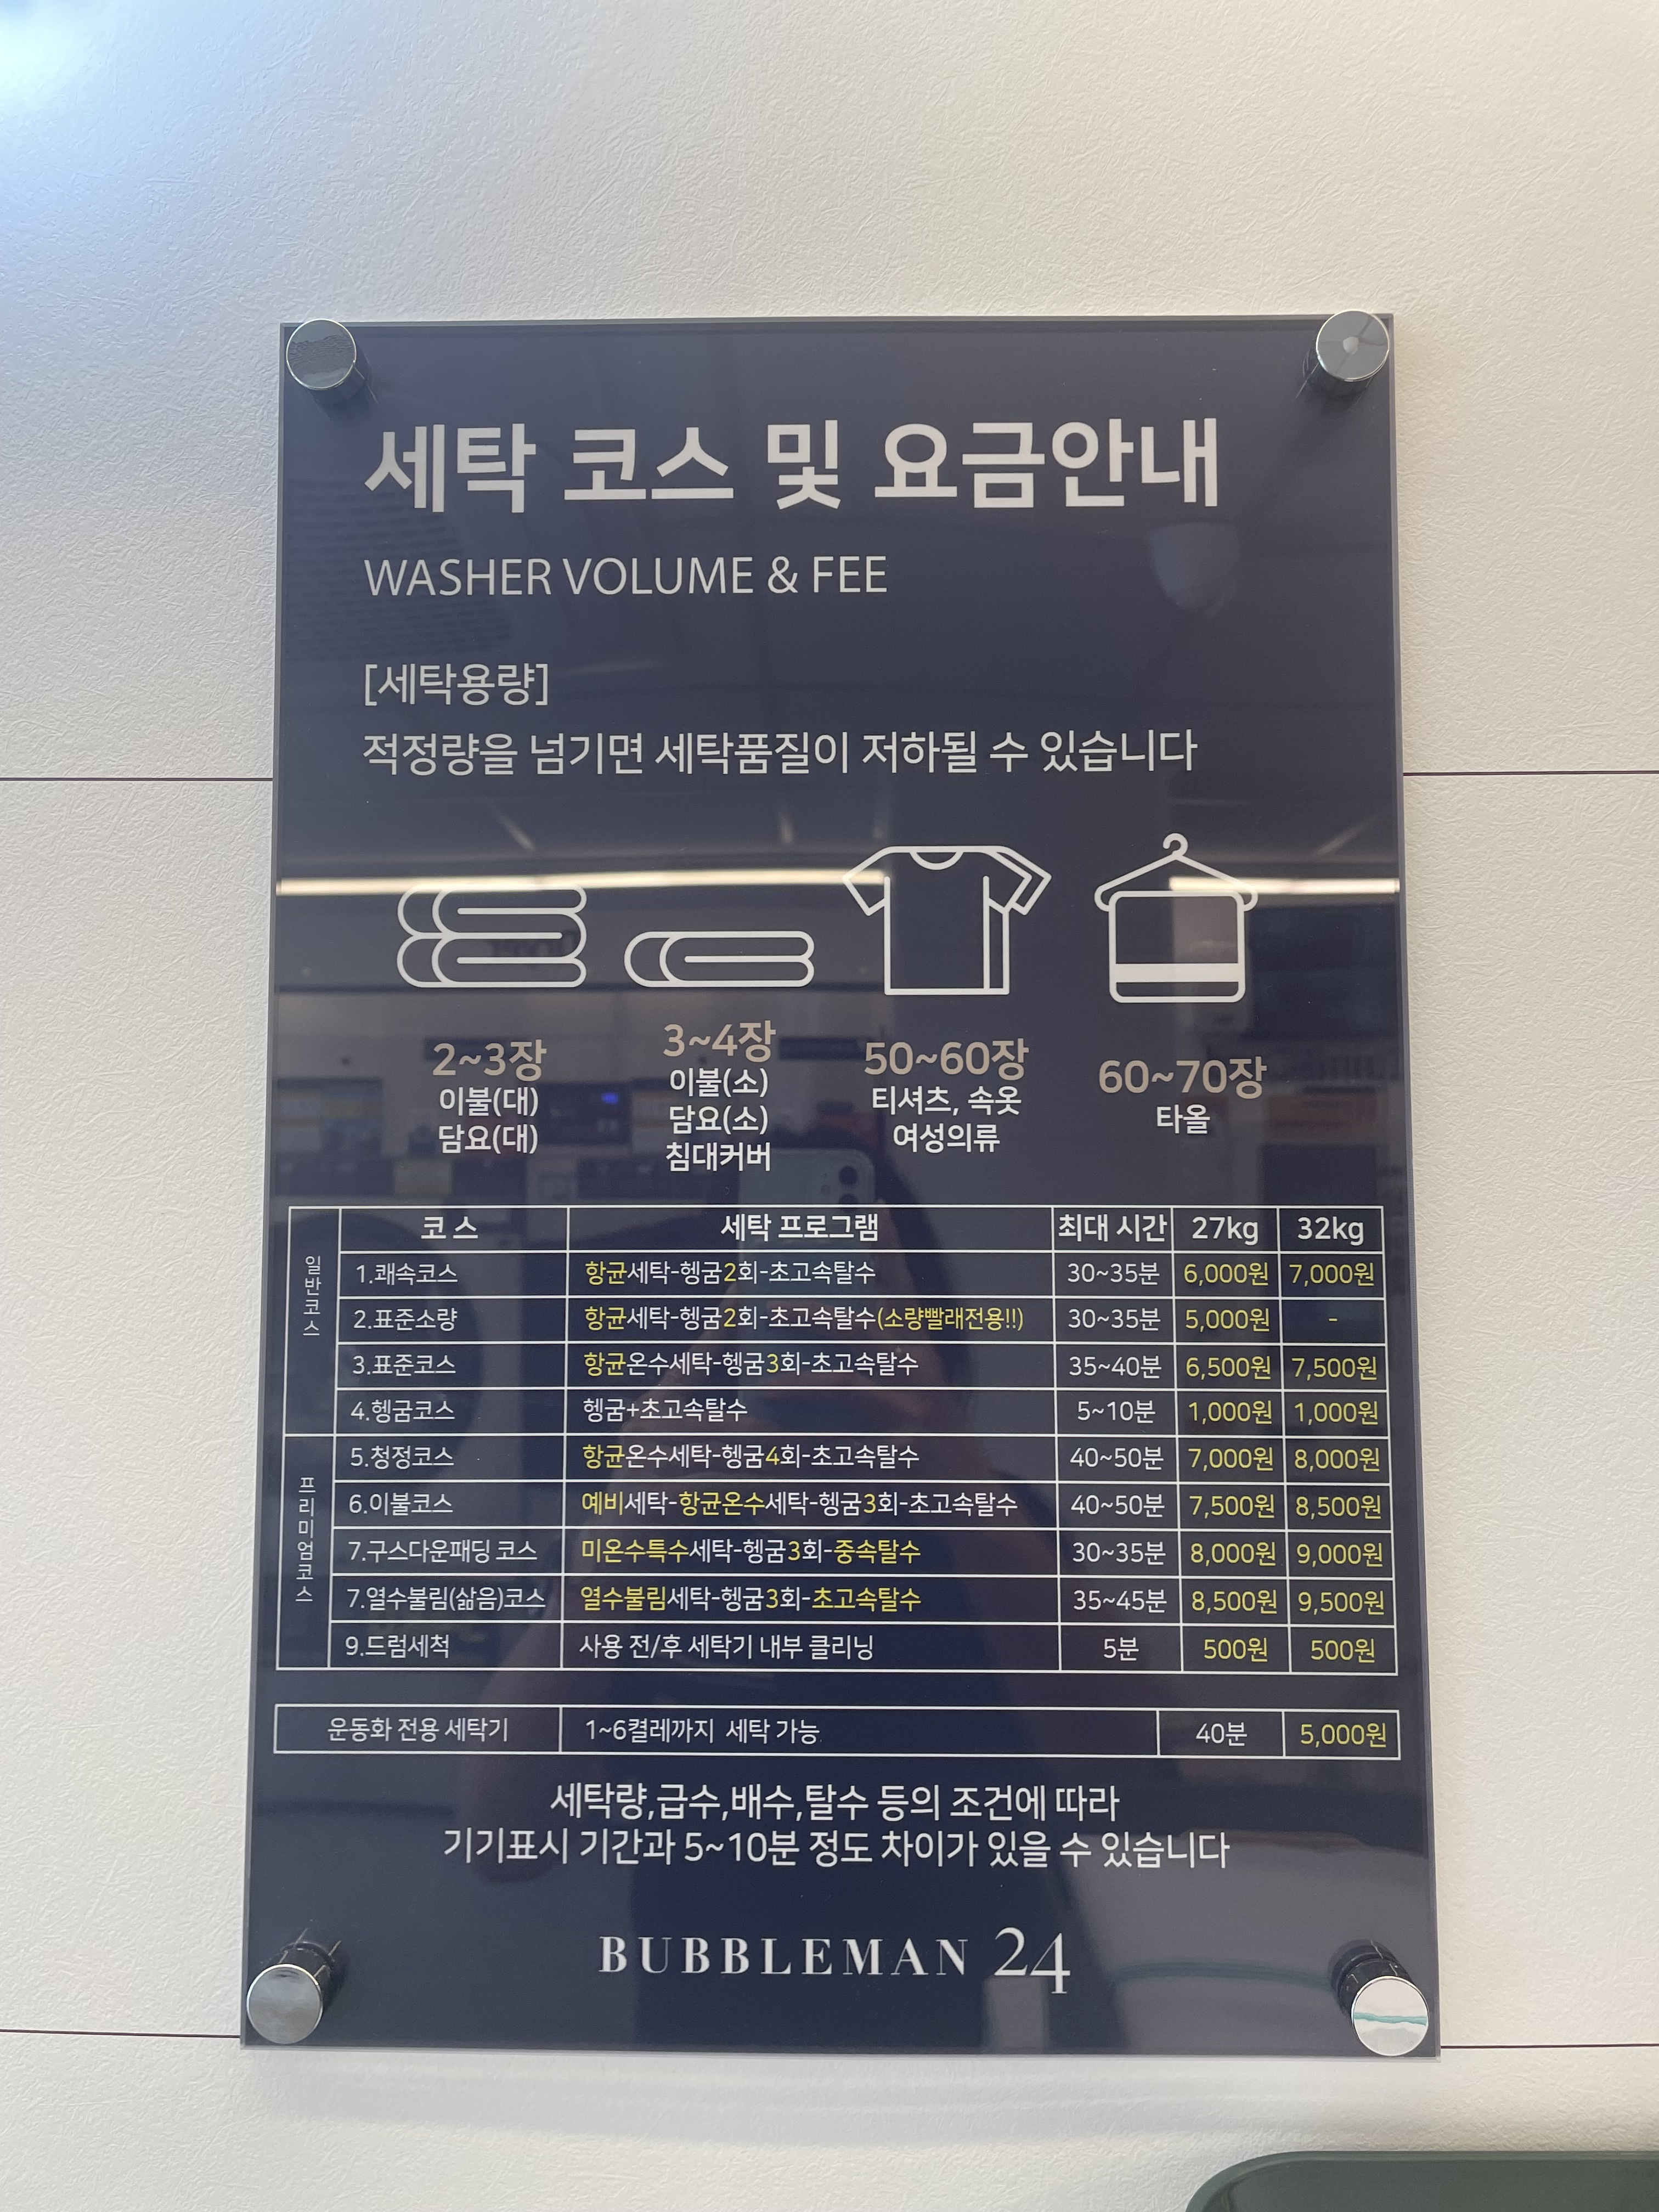 세탁 코스 및 요금안내
WASHER VOLUME & FEE
[세탁용량]
적정량을 넘기면 세탁품질이 저하될 수 있습니다
2~3장
이불(대)
담요(대)
3~4장
이불(소)
담요(소)
침대커버
50~60장
티셔츠, 속옷
여성의류
60~70장
타올
코 스 세탁 프로그램 최대 시간 27kg 32kg
일반코스
1.쾌속코스 항균세탁-헹굼2회-초고속탈수 30~35분 6,000원 7,000원
2.표준소량 항균세탁-헹굼2회-초고속탈수(소량빨래전용!!) 30~35분 5,000원 -
3.표준코스 항균온수세탁-헹굼3회-초고속탈수 35~40분 6,500원 7,500원
4.헹굼코스 헹굼+초고속탈수 5~10분 1,000원 1,000원
프리미엄코스
5.청정코스 항균온수세탁-헹굼4회-초고속탈수 40~50분 7,000원 8,000원
6.이불코스 예비세탁-항균온수세탁-헹굼3회-초고속탈수 40~50분 7,500원 8,500원
7.구스다운패딩 코스 미온수특수세탁-헹굼3회-중속탈수 30~35분 8,000원 9,000원
7.열수불림(삶음)코스 열수불림세탁-헹굼3회-초고속탈수 35~45분 8,500원 9,500원
9.드럼세척 사용 전/후 세탁기 내부 클리닝 5분 500원 500원
운동화 전용 세탁기 1~6켤레까지 세탁 가능 40분 5,000원
세탁량,급수,배수,탈수 등의 조건에 따라
기기표시 기간과 5~10분 정도 차이가 있을 수 있습니다
BUBBLEMAN 24